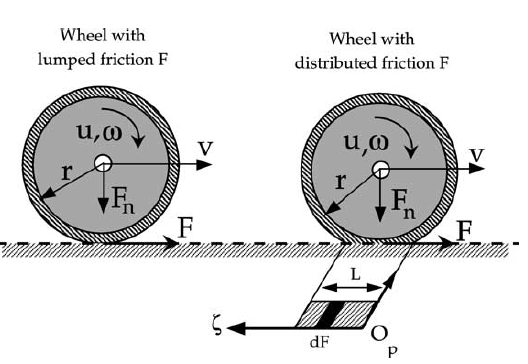 Wheel with
lumped friction F
Wheel with
distributed friction F
u,ω
v
r
Fn
F
u,ω
v
r
Fn
F
L
ζ
dF
Op